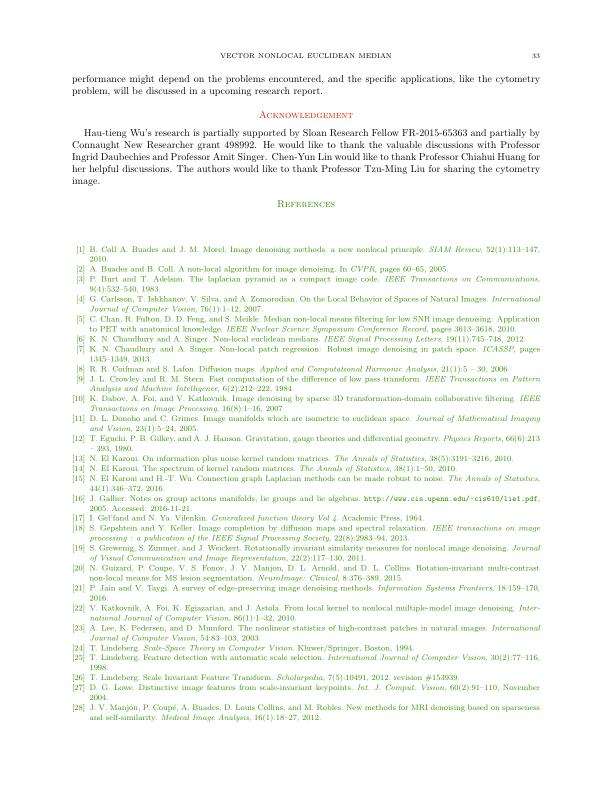 VECTOR NONLOCAL EUCLIDEAN MEDIAN 33
performance might depend on the problems encountered, and the specific applications, like the cytometry
problem, will be discussed in a upcoming research report.
Acknowledgement
Hau-tieng Wu's research is partially supported by Sloan Research Fellow FR-2015-65363 and partially by
Connaught New Researcher grant 498992. He would like to thank the valuable discussions with Professor
Ingrid Daubechies and Professor Amit Singer. Chen-Yun Lin would like to thank Professor Chiahui Huang for
her helpful discussions. The authors would like to thank Professor Tzu-Ming Liu for sharing the cytometry
image.
References
[1] B. Coll A. Buades and J. M. Morel. Image denoising methods. a new nonlocal principle. SIAM Review, 52(1):113–147,
2010.
[2] A. Buades and B. Coll. A non-local algorithm for image denoising. In CVPR, pages 60–65, 2005.
[3] P. Burt and T. Adelson. The laplacian pyramid as a compact image code. IEEE Transactions on Communications,
9(4):532–540, 1983.
[4] G. Carlsson, T. Ishkhanov, V. Silva, and A. Zomorodian. On the Local Behavior of Spaces of Natural Images. International
Journal of Computer Vision, 76(1):1–12, 2007.
[5] C. Chan, R. Fulton, D. D. Feng, and S. Meikle. Median non-local means filtering for low SNR image denoising: Application
to PET with anatomical knowledge. IEEE Nuclear Science Symposium Conference Record, pages 3613–3618, 2010.
[6] K. N. Chaudhury and A. Singer. Non-local euclidean medians. IEEE Signal Processing Letters, 19(11):745–748, 2012.
[7] K. N. Chaudhury and A. Singer. Non-local patch regression: Robust image denoising in patch space. ICASSP, pages
1345–1349, 2013.
[8] R. R. Coifman and S. Lafon. Diffusion maps. Applied and Computational Harmonic Analysis, 21(1):5 – 30, 2006.
[9] J. L. Crowley and R. M. Stern. Fast computation of the difference of low pass transform. IEEE Transactions on Pattern
Analysis and Machine Intelligence, 6(2):212–222, 1984.
[10] K. Dabov, A. Foi, and V. Katkovnik. Image denoising by sparse 3D transformation-domain collaborative filtering. IEEE
Transactions on Image Processing, 16(8):1–16, 2007.
[11] D. L. Donoho and C. Grimes. Image manifolds which are isometric to euclidean space. Journal of Mathematical Imaging
and Vision, 23(1):5–24, 2005.
[12] T. Eguchi, P. B. Gilkey, and A. J. Hanson. Gravitation, gauge theories and differential geometry. Physics Reports, 66(6):213
– 393, 1980.
[13] N. El Karoui. On information plus noise kernel random matrices. The Annals of Statistics, 38(5):3191–3216, 2010.
[14] N. El Karoui. The spectrum of kernel random matrices. The Annals of Statistics, 38(1):1–50, 2010.
[15] N. El Karoui and H.-T. Wu. Connection graph Laplacian methods can be made robust to noise. The Annals of Statistics,
44(1):346–372, 2016.
[16] J. Gallier. Notes on group actions manifolds, lie groups and lie algebras. http://www.cis.upenn.edu/~cis610/lie1.pdf,
2005. Accessed: 2016-11-21.
[17] I. Gel'fand and N. Ya. Vilenkin. Generalized function theory Vol 4. Academic Press, 1964.
[18] S. Gepshtein and Y. Keller. Image completion by diffusion maps and spectral relaxation. IEEE transactions on image
processing : a publication of the IEEE Signal Processing Society, 22(8):2983–94, 2013.
[19] S. Grewenig, S. Zimmer, and J. Weickert. Rotationally invariant similarity measures for nonlocal image denoising. Journal
of Visual Communication and Image Representation, 22(2):117–130, 2011.
[20] N. Guizard, P. Coupe, V. S. Fonov, J. V. Manjon, D. L. Arnold, and D. L. Collins. Rotation-invariant multi-contrast
non-local means for MS lesion segmentation. NeuroImage: Clinical, 8:376–389, 2015.
[21] P. Jain and V. Taygi. A survey of edge-preserving image denoising methods. Information Systems Frontiers, 18:159–170,
2016.
[22] V. Katkovnik, A. Foi, K. Egiazarian, and J. Astola. From local kernel to nonlocal multiple-model image denoising. Inter-
national Journal of Computer Vision, 86(1):1–32, 2010.
[23] A. Lee, K. Pedersen, and D. Mumford. The nonlinear statistics of high-contrast patches in natural images. International
Journal of Computer Vision, 54:83–103, 2003.
[24] T. Lindeberg. Scale-Space Theory in Computer Vision. Kluwer/Springer, Boston, 1994.
[25] T. Lindeberg. Feature detection with automatic scale selection. International Journal of Computer Vision, 30(2):77–116,
1998.
[26] T. Lindeberg. Scale Invariant Feature Transform. Scholarpedia, 7(5):10491, 2012. revision #153939.
[27] D. G. Lowe. Distinctive image features from scale-invariant keypoints. Int. J. Comput. Vision, 60(2):91–110, November
2004.
[28] J. V. Manjón, P. Coupé, A. Buades, D. Louis Collins, and M. Robles. New methods for MRI denoising based on sparseness
and self-similarity. Medical Image Analysis, 16(1):18–27, 2012.